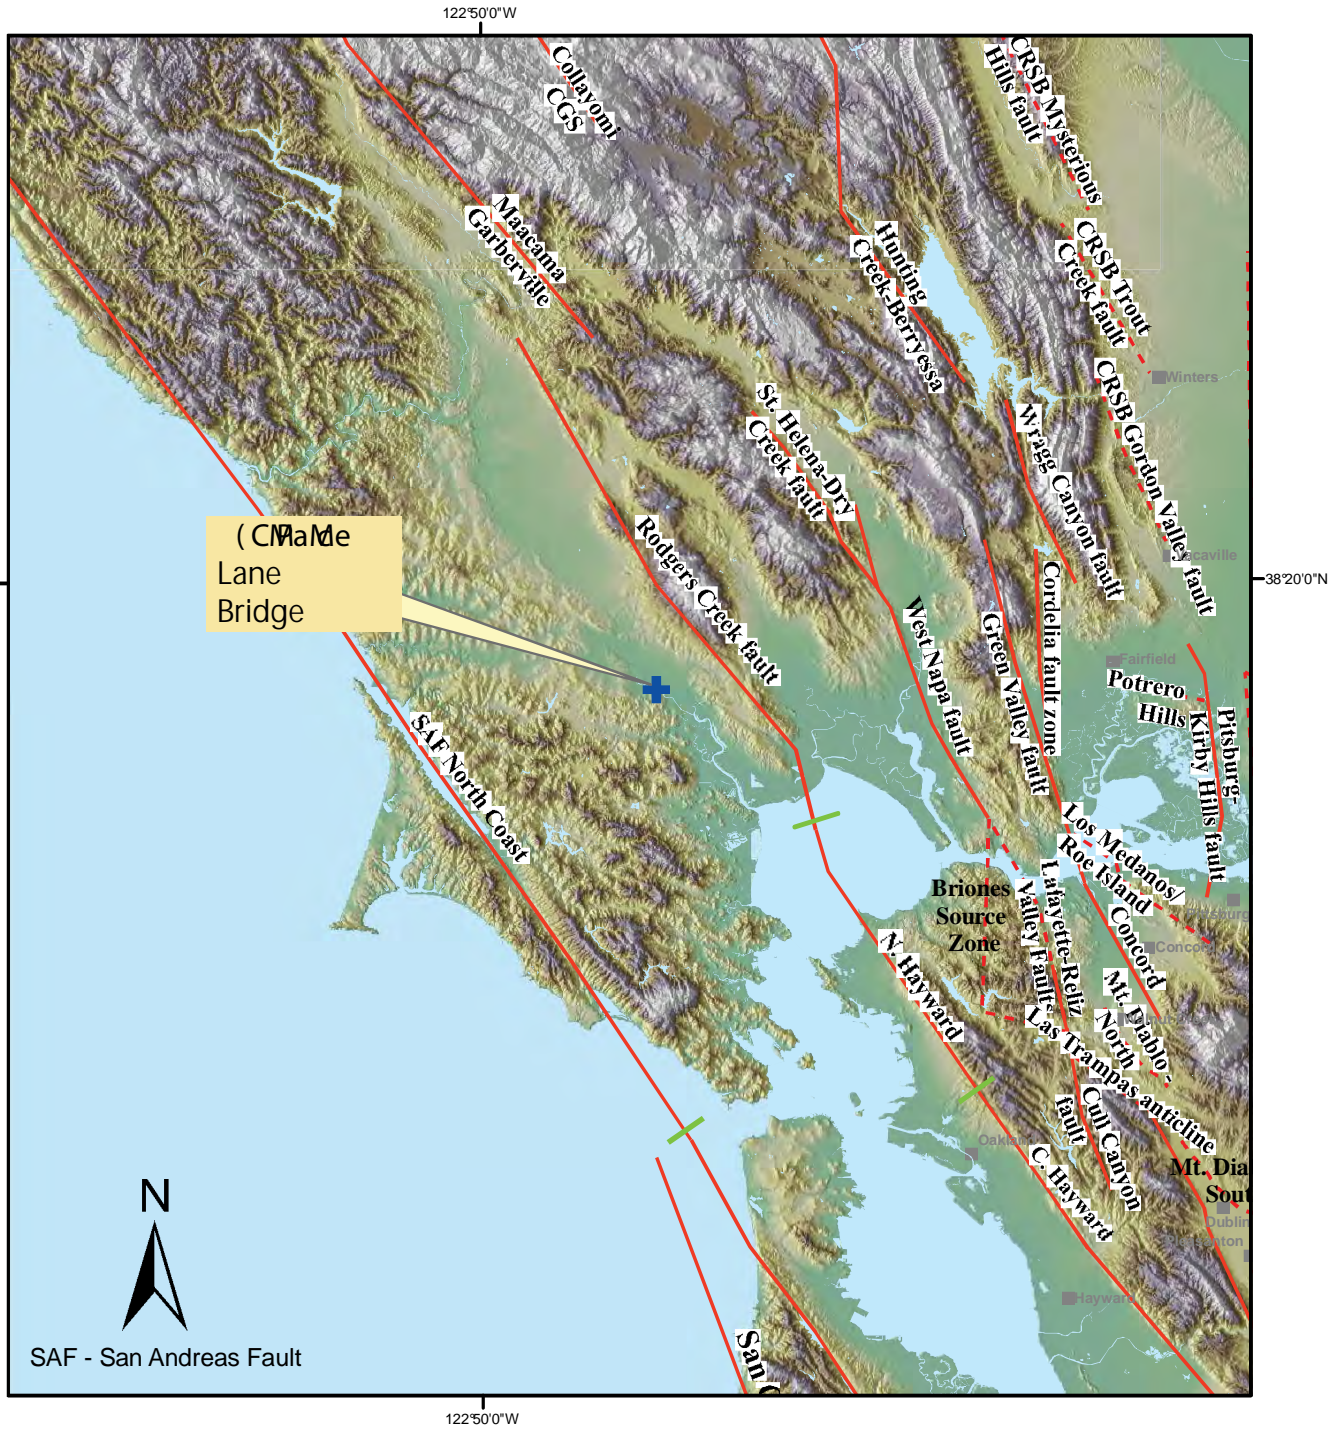 122°50'0"W
Collayomi
CGS
CRSB Mysterious
Hills fault
Maacama
Garberville
Hunting
Creek-Berryessa
CRSB Trout
Creek fault
Winters
CRSB Gordon Valley fault
St. Helena-Dry
Creek fault
Wragg Canyon fault
Lane
Bridge
Rodgers Creek fault
38°20'0"N
West Napa fault
Green Valley fault
Cordelia fault zone
Fairfield
Potrero
Hills
Pitsburg-
Kirby Hills fault
SAF North Coast
Los Medanos/
Roe Island
Briones
Source
Zone
Lafayette-Reliz
Valley Faults
Concord
Concord
N. Hayward
Mt. Diablo -
North
Las Trampas anticline
Oakland
Cull Canyon
fault
C. Hayward
Mt. Dia
Sout
Dublin
Hayward
N
SAF - San Andreas Fault
122°50'0"W